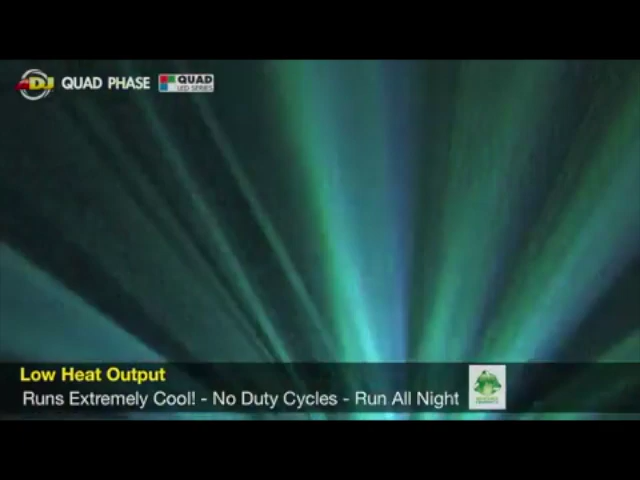 ADJ QUAD PHASE QUAD
LED SERIES
Low Heat Output
Runs Extremely Cool! - No Duty Cycles - Run All Night